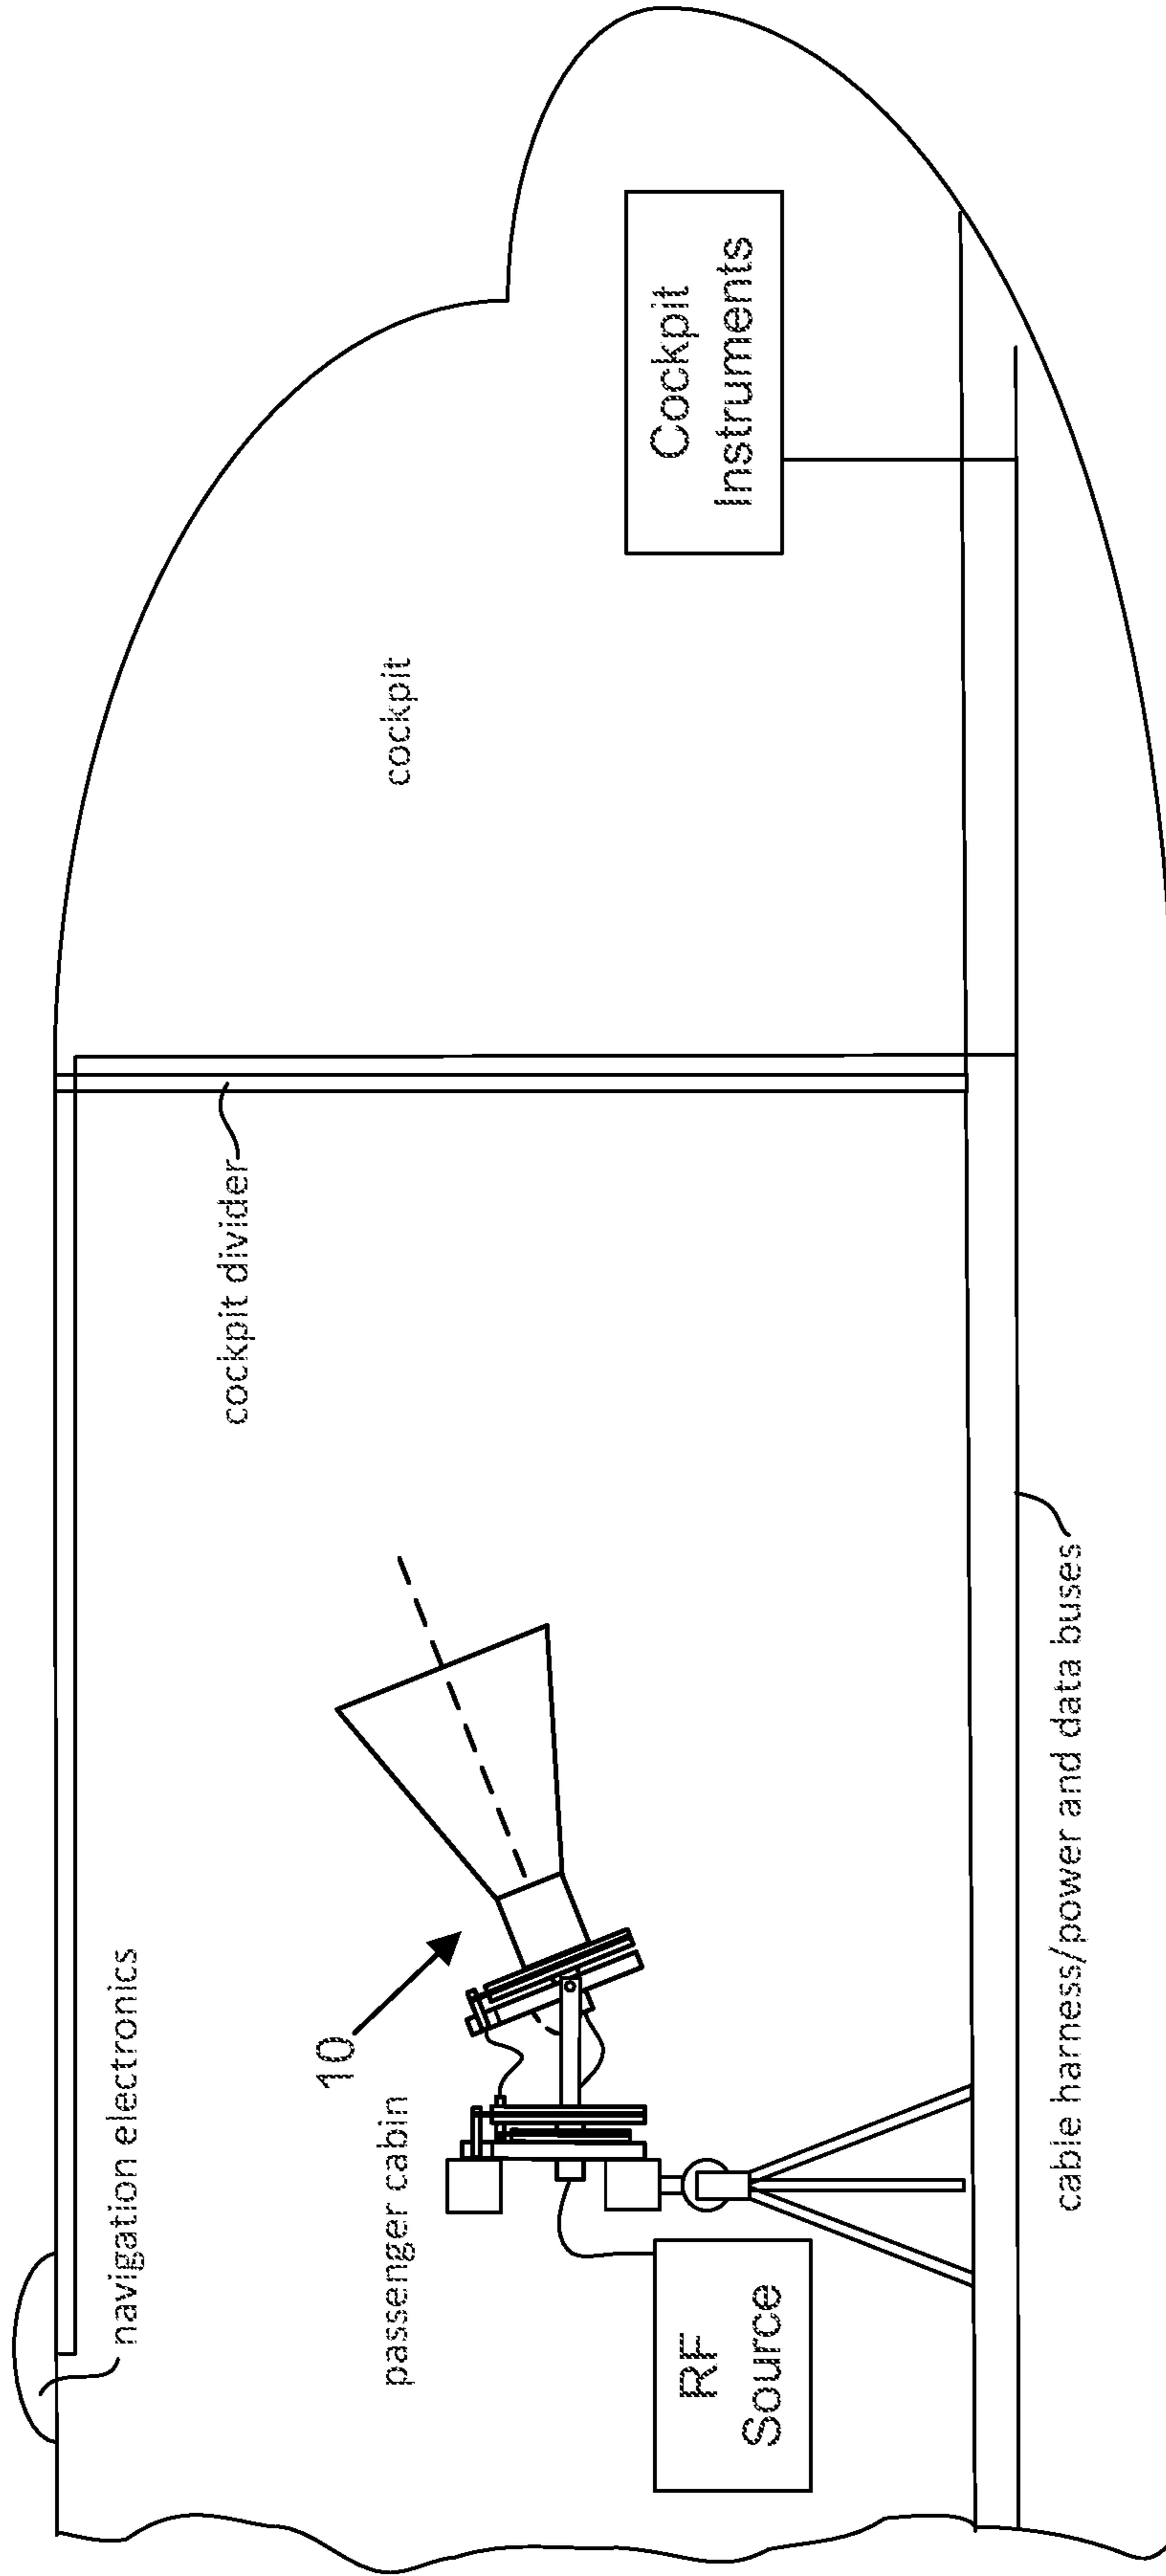 navigation electronics
cockpit divider
10
passenger cabin
cockpit
RF
Source
Cockpit
Instruments
cable harness/power and data buses